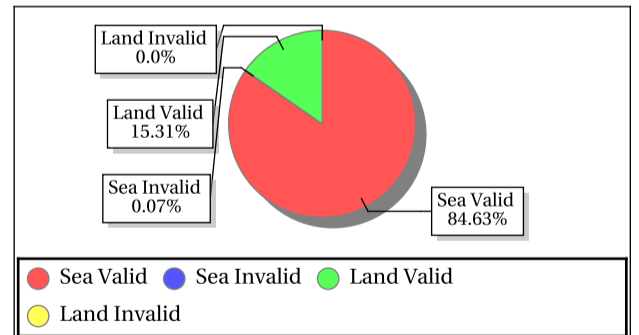 Land Invalid
0.0%
Land Valid
15.31%
Sea Invalid
0.07%
Sea Valid
84.63%
Sea Valid Sea Invalid Land Valid
Land Invalid